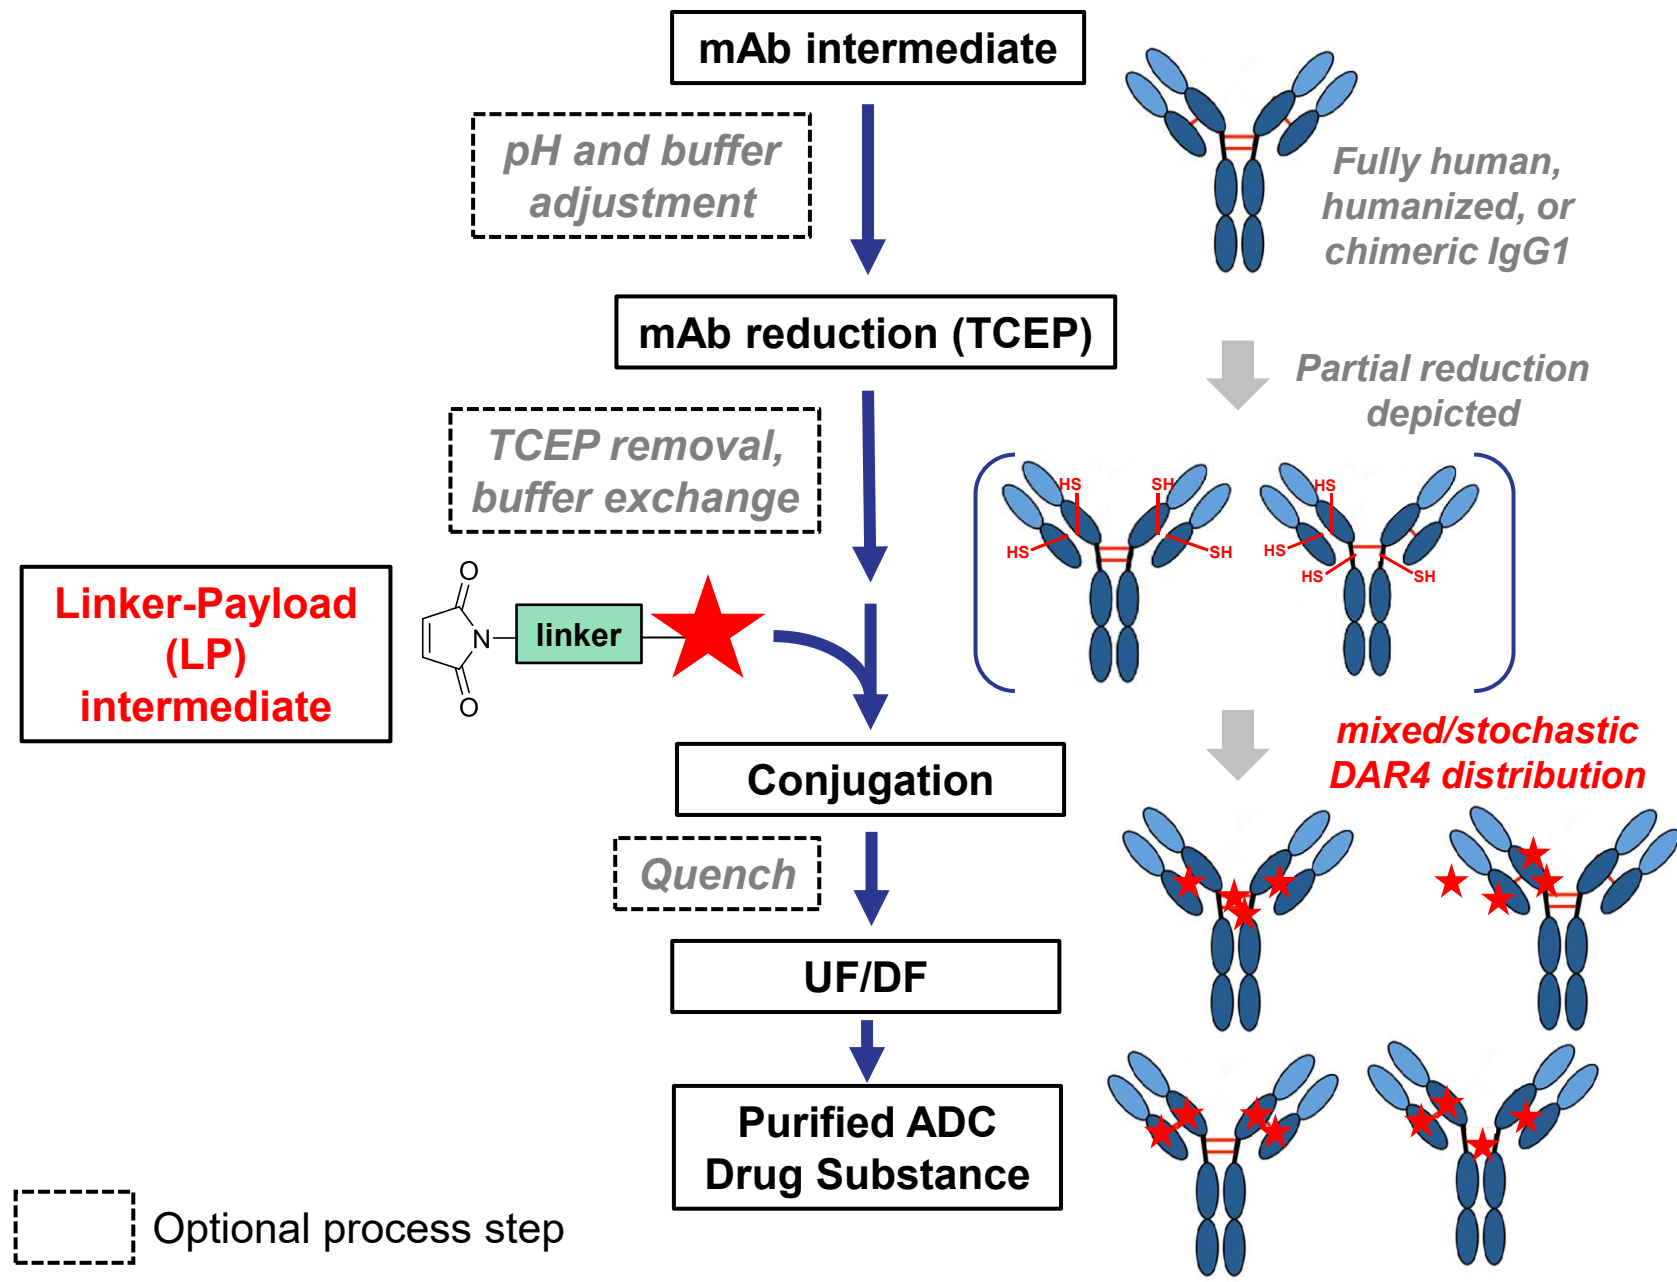 mAb intermediate
pH and buffer
adjustment
Fully human,
humanized, or
chimeric IgG1
mAb reduction (TCEP)
Partial reduction
depicted
TCEP removal,
buffer exchange
HS
SH
HS
SH
HS
HS
HS
SH
Linker-Payload
(LP)
intermediate
O
N
O
linker
mixed/stochastic
DAR4 distribution
Conjugation
Quench
UF/DF
Purified ADC
Drug Substance
Optional process step